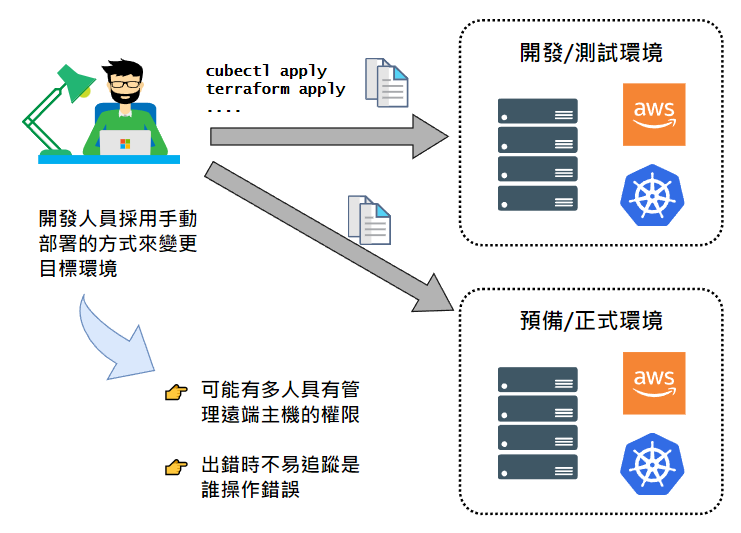 cubectl apply
terraform apply
....
開發/測試環境
aws
開發人員採用手動
部署的方式來變更
目標環境
預備/正式環境
aws
可能有多人具有管
理遠端主機的權限
出錯時不易追蹤是
誰操作錯誤